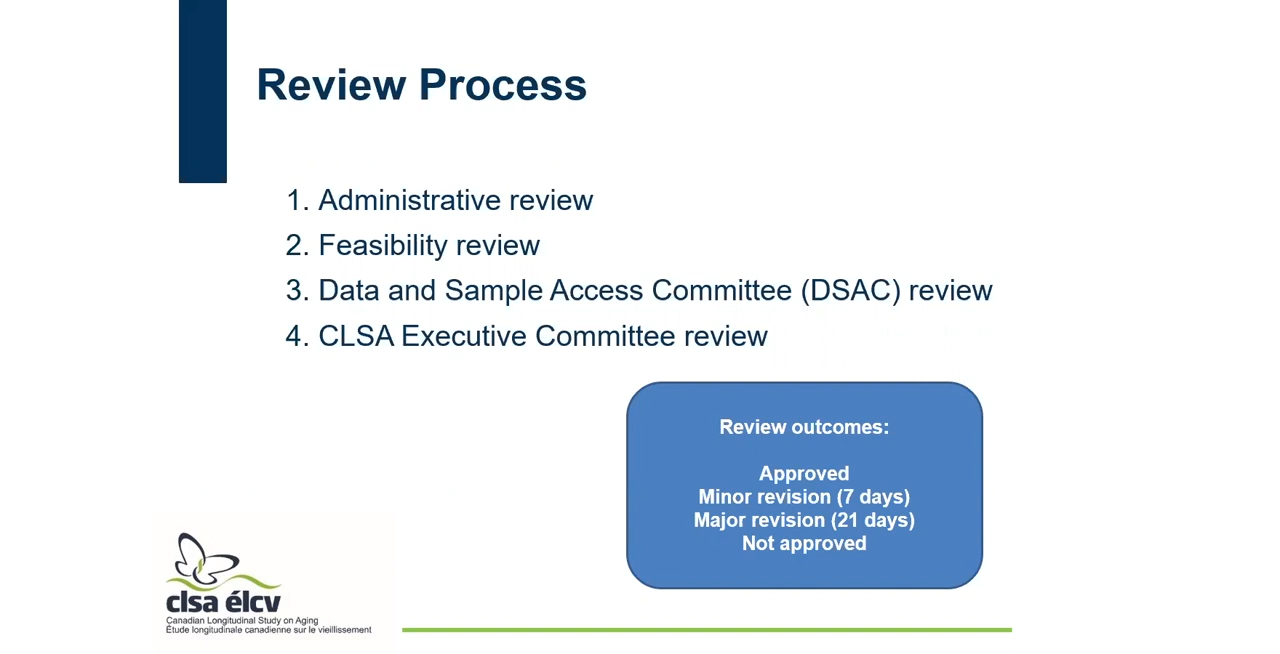 Review Process
1. Administrative review
2. Feasibility review
3. Data and Sample Access Committee (DSAC) review
4. CLSA Executive Committee review
Review outcomes:
Approved
Minor revision (7 days)
Major revision (21 days)
Not approved
clsa élcv
Canadian Longitudinal Study on Aging
Étude longitudinale canadienne sur le vieillissement